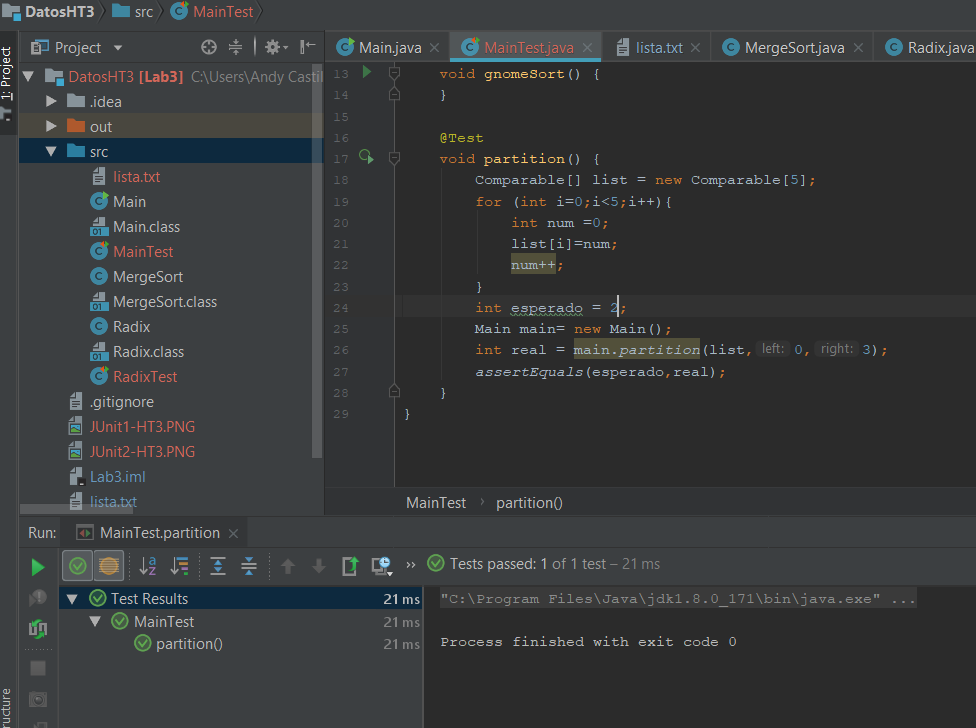 DatosHT3 src MainTest
1: Project
Project
Main.java MainTest.java lista.txt MergeSort.java Radix.java
DatosHT3 [Lab3] C:\Users\Andy Castil
.idea
out
src
lista.txt
Main
Main.class
MainTest
MergeSort
MergeSort.class
Radix
Radix.class
RadixTest
.gitignore
JUnit1-HT3.PNG
JUnit2-HT3.PNG
Lab3.iml
lista.txt
13 void gnomeSort() {
14 }
15
16 @Test
17 void partition() {
18 Comparable[] list = new Comparable[5];
19 for (int i=0;i<5;i++){
20 int num =0;
21 list[i]=num;
22 num++;
23 }
24 int esperado = 2;
25 Main main= new Main();
26 int real = main.partition(list, left: 0, right: 3);
27 assertEquals(esperado,real);
28 }
29 }
MainTest › partition()
Run: MainTest.partition
Tests passed: 1 of 1 test – 21 ms
Test Results 21 ms
MainTest 21 ms
partition() 21 ms
"C:\Program Files\Java\jdk1.8.0_171\bin\java.exe" ...
Process finished with exit code 0